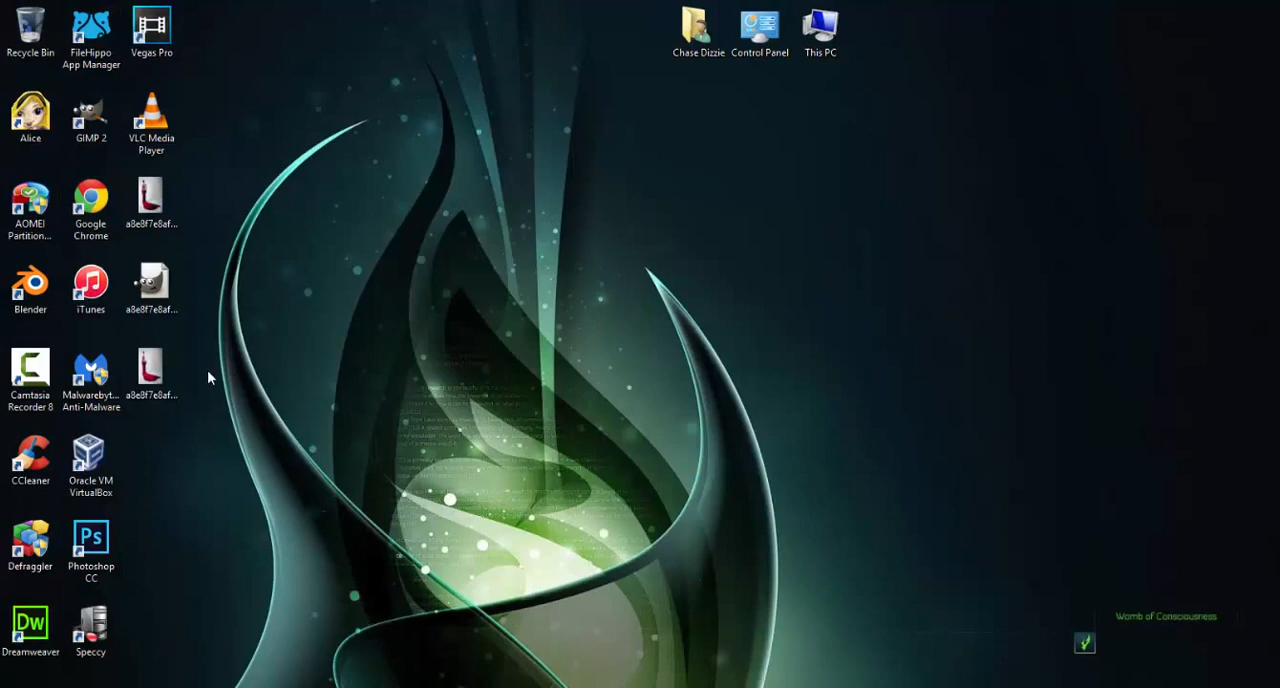 Recycle Bin
FileHippo
App Manager
Vegas Pro
Chase Dizzie
Control Panel
This PC
Alice
GIMP 2
VLC Media
Player
AOMEI
Partition...
Google
Chrome
a8e8f7e8af...
Blender
iTunes
a8e8f7e8af...
Camtasia
Recorder 8
Malwarebyt...
Anti-Malware
a8e8f7e8af...
CCleaner
Oracle VM
VirtualBox
Defraggler
Ps
Photoshop
CC
Dw
Dreamweaver
Speccy
Womb of Consciousness